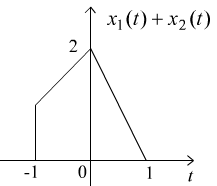 x₁(t) + x₂(t)
2
-1 0 1 t